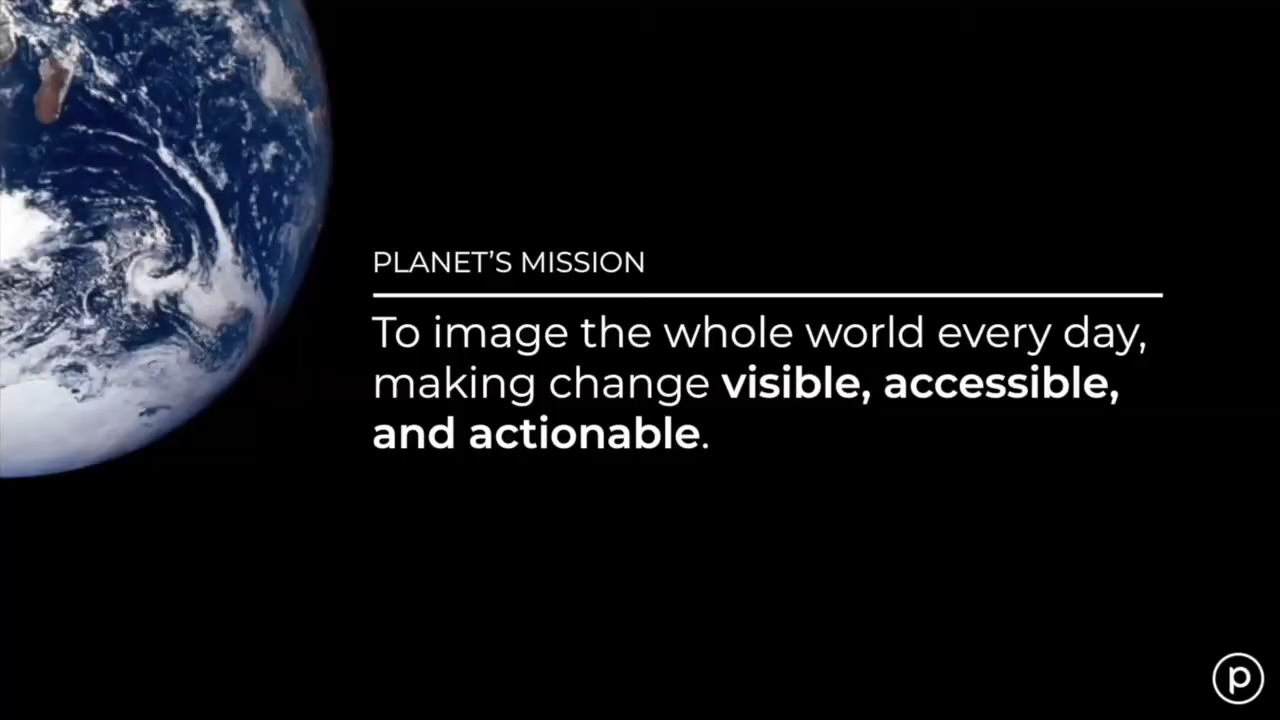 PLANET’S MISSION
To image the whole world every day,
making change visible, accessible,
and actionable.
p